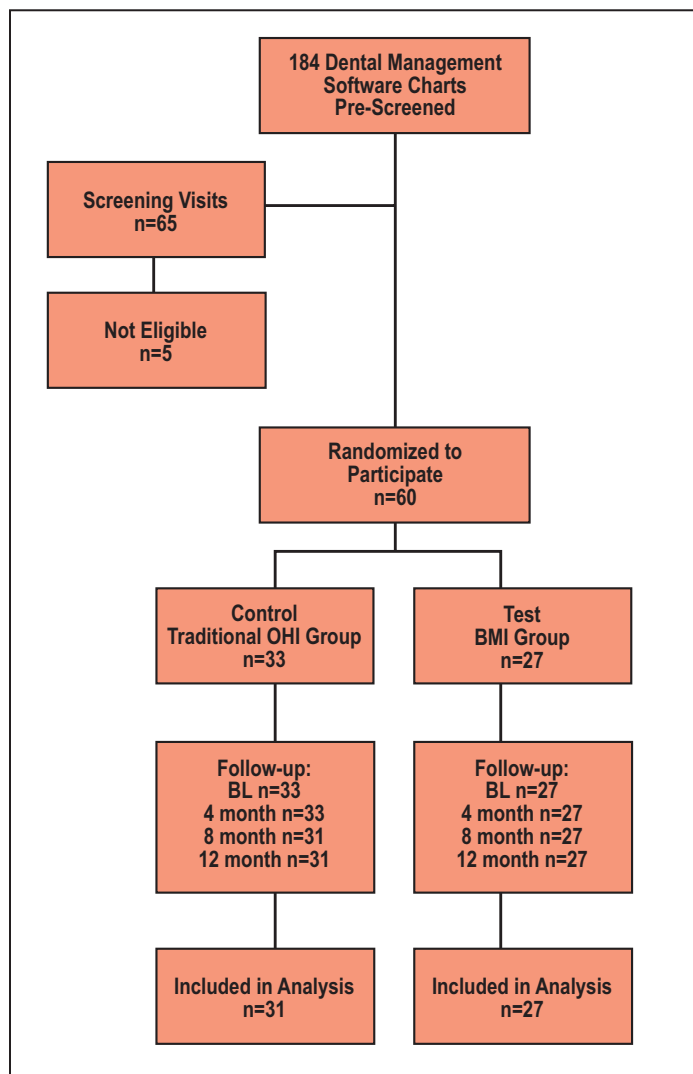 184 Dental Management
Software Charts
Pre-Screened
Screening Visits
n=65
Not Eligible
n=5
Randomized to
Participate
n=60
Control
Traditional OHI Group
n=33
Test
BMI Group
n=27
Follow-up:
BL n=33
4 month n=33
8 month n=31
12 month n=31
Follow-up:
BL n=27
4 month n=27
8 month n=27
12 month n=27
Included in Analysis
n=31
Included in Analysis
n=27